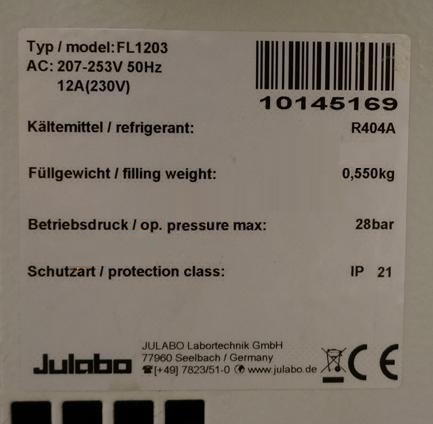 Typ / model:FL1203
AC: 207-253V 50Hz
12A(230V)
10145169
Kältemittel / refrigerant: R404A
Füllgewicht / filling weight: 0,550kg
Betriebsdruck / op. pressure max: 28bar
Schutzart / protection class: IP 21
Julabo
JULABO Labortechnik GmbH
77960 Seelbach / Germany
☎[+49] 7823/51-0 www.julabo.de
CE